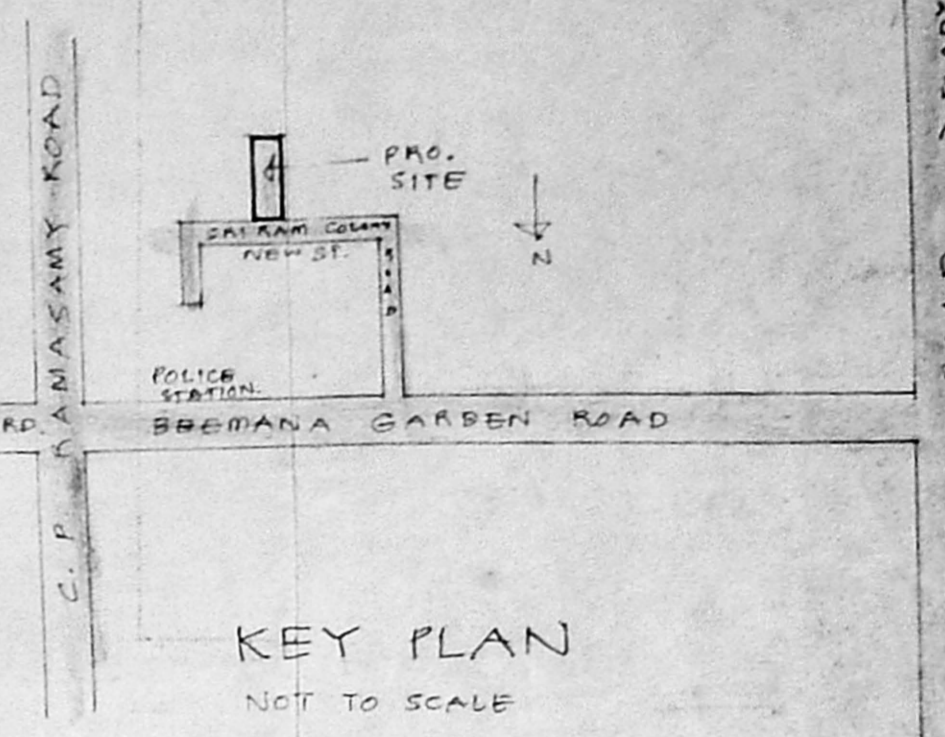 C. P. RAMASAMY ROAD
PRO.
SITE
SRI RAM COLONY
NEW ST.
ROAD
N
POLICE
STATION.
RD.
BEEMANA GARDEN ROAD
KEY PLAN
NOT TO SCALE